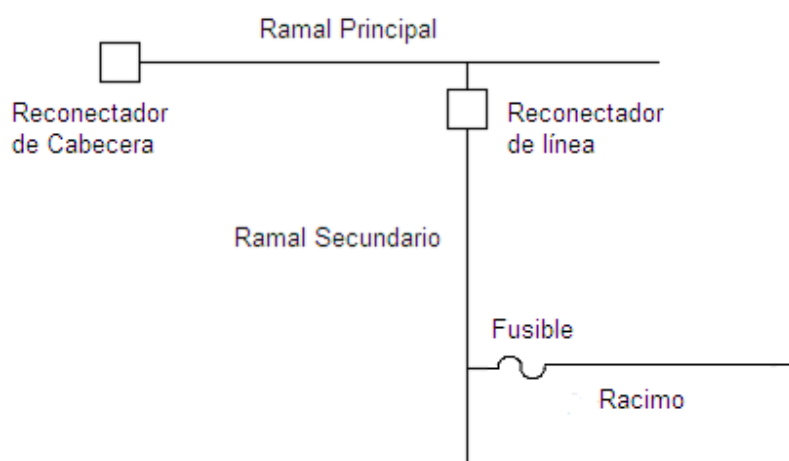 Ramal Principal
Reconectador
de Cabecera
Reconectador
de línea
Ramal Secundario
Fusible
Racimo